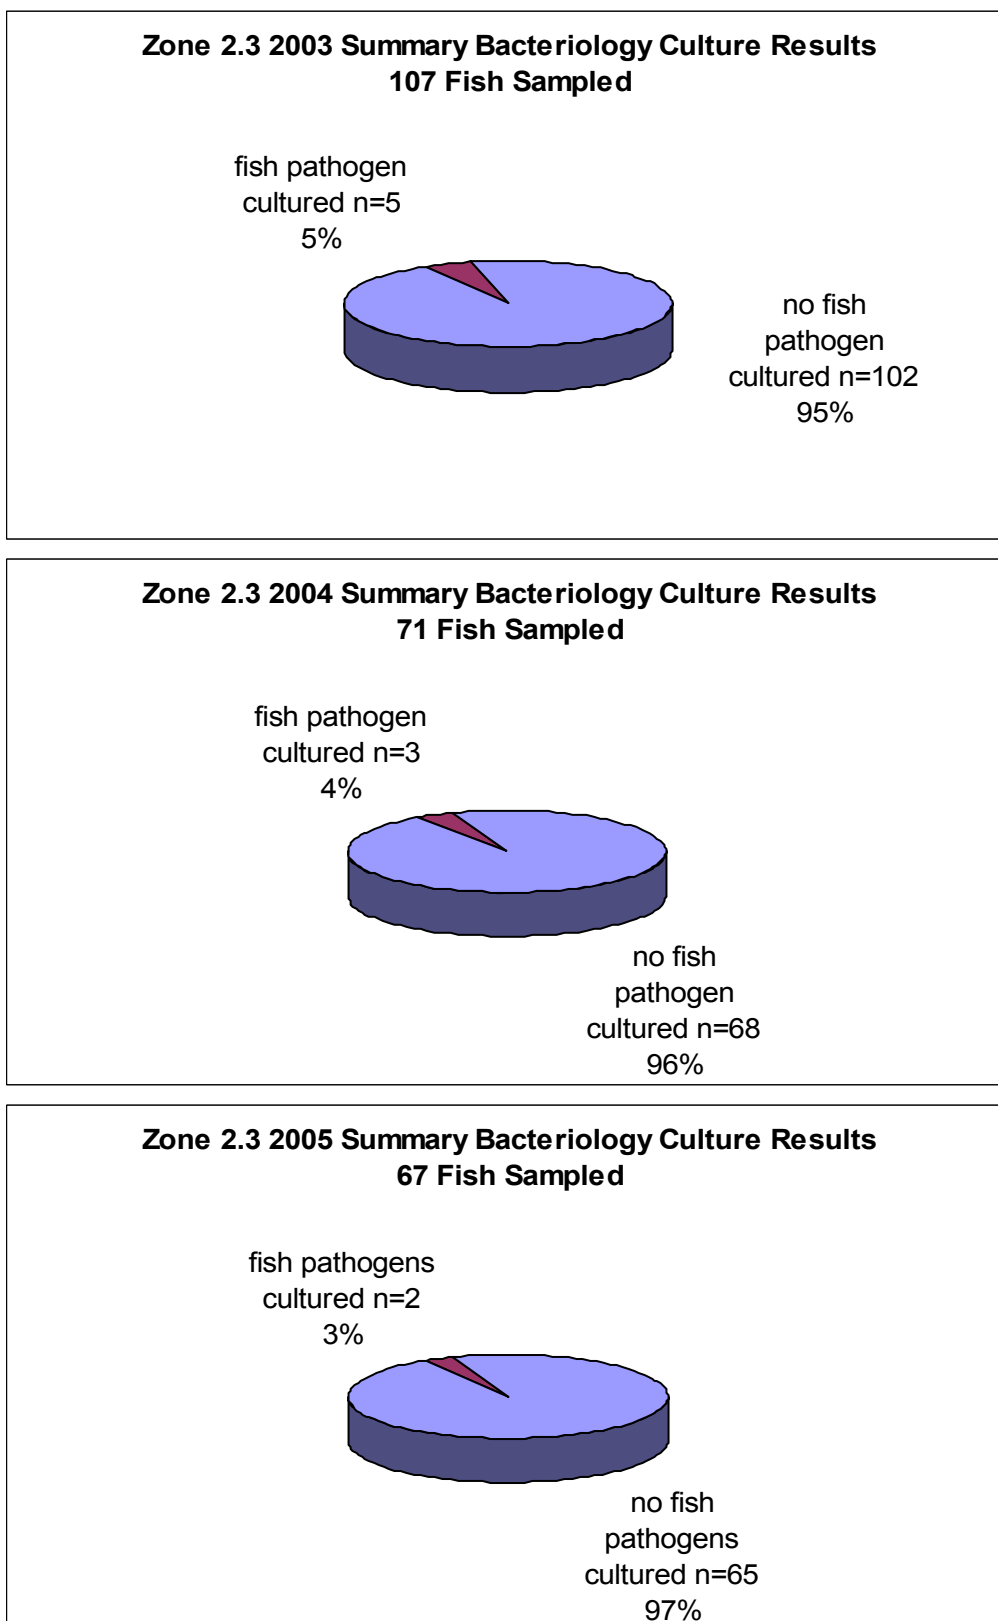 Zone 2.3 2003 Summary Bacteriology Culture Results
107 Fish Sampled
fish pathogen
cultured n=5
5%
no fish
pathogen
cultured n=102
95%
Zone 2.3 2004 Summary Bacteriology Culture Results
71 Fish Sampled
fish pathogen
cultured n=3
4%
no fish
pathogen
cultured n=68
96%
Zone 2.3 2005 Summary Bacteriology Culture Results
67 Fish Sampled
fish pathogens
cultured n=2
3%
no fish
pathogens
cultured n=65
97%